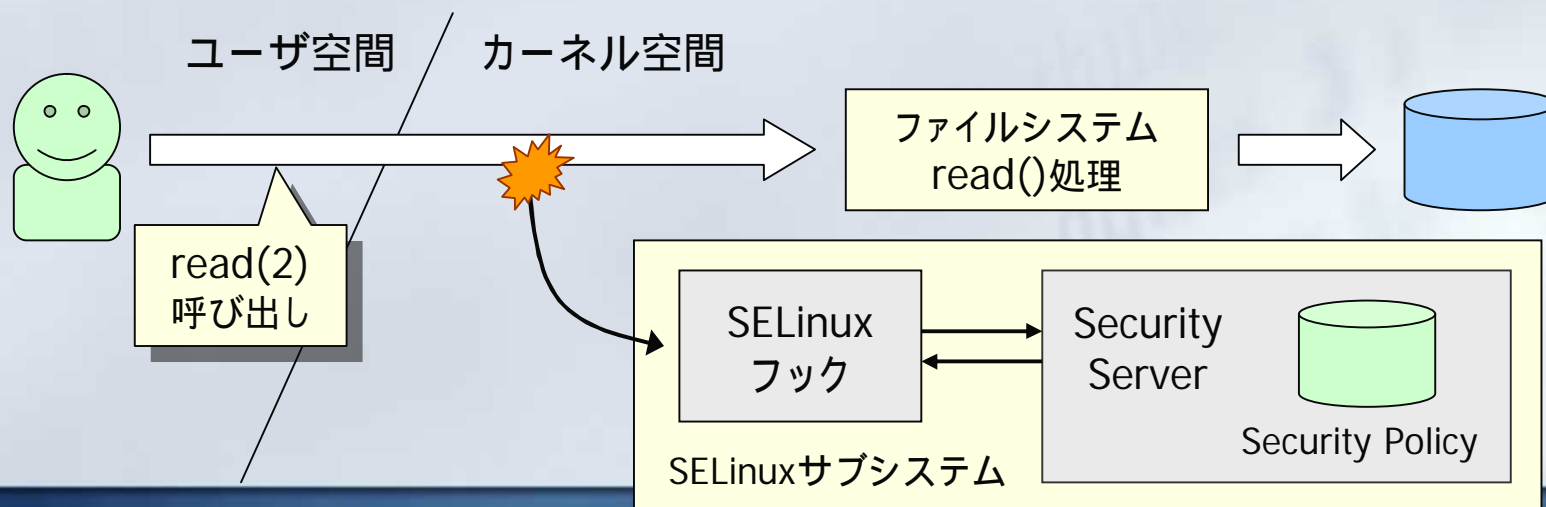 ユーザ空間
カーネル空間
ファイルシステム
read()処理
read(2)
呼び出し
SELinux
フック
Security
Server
Security Policy
SELinuxサブシステム